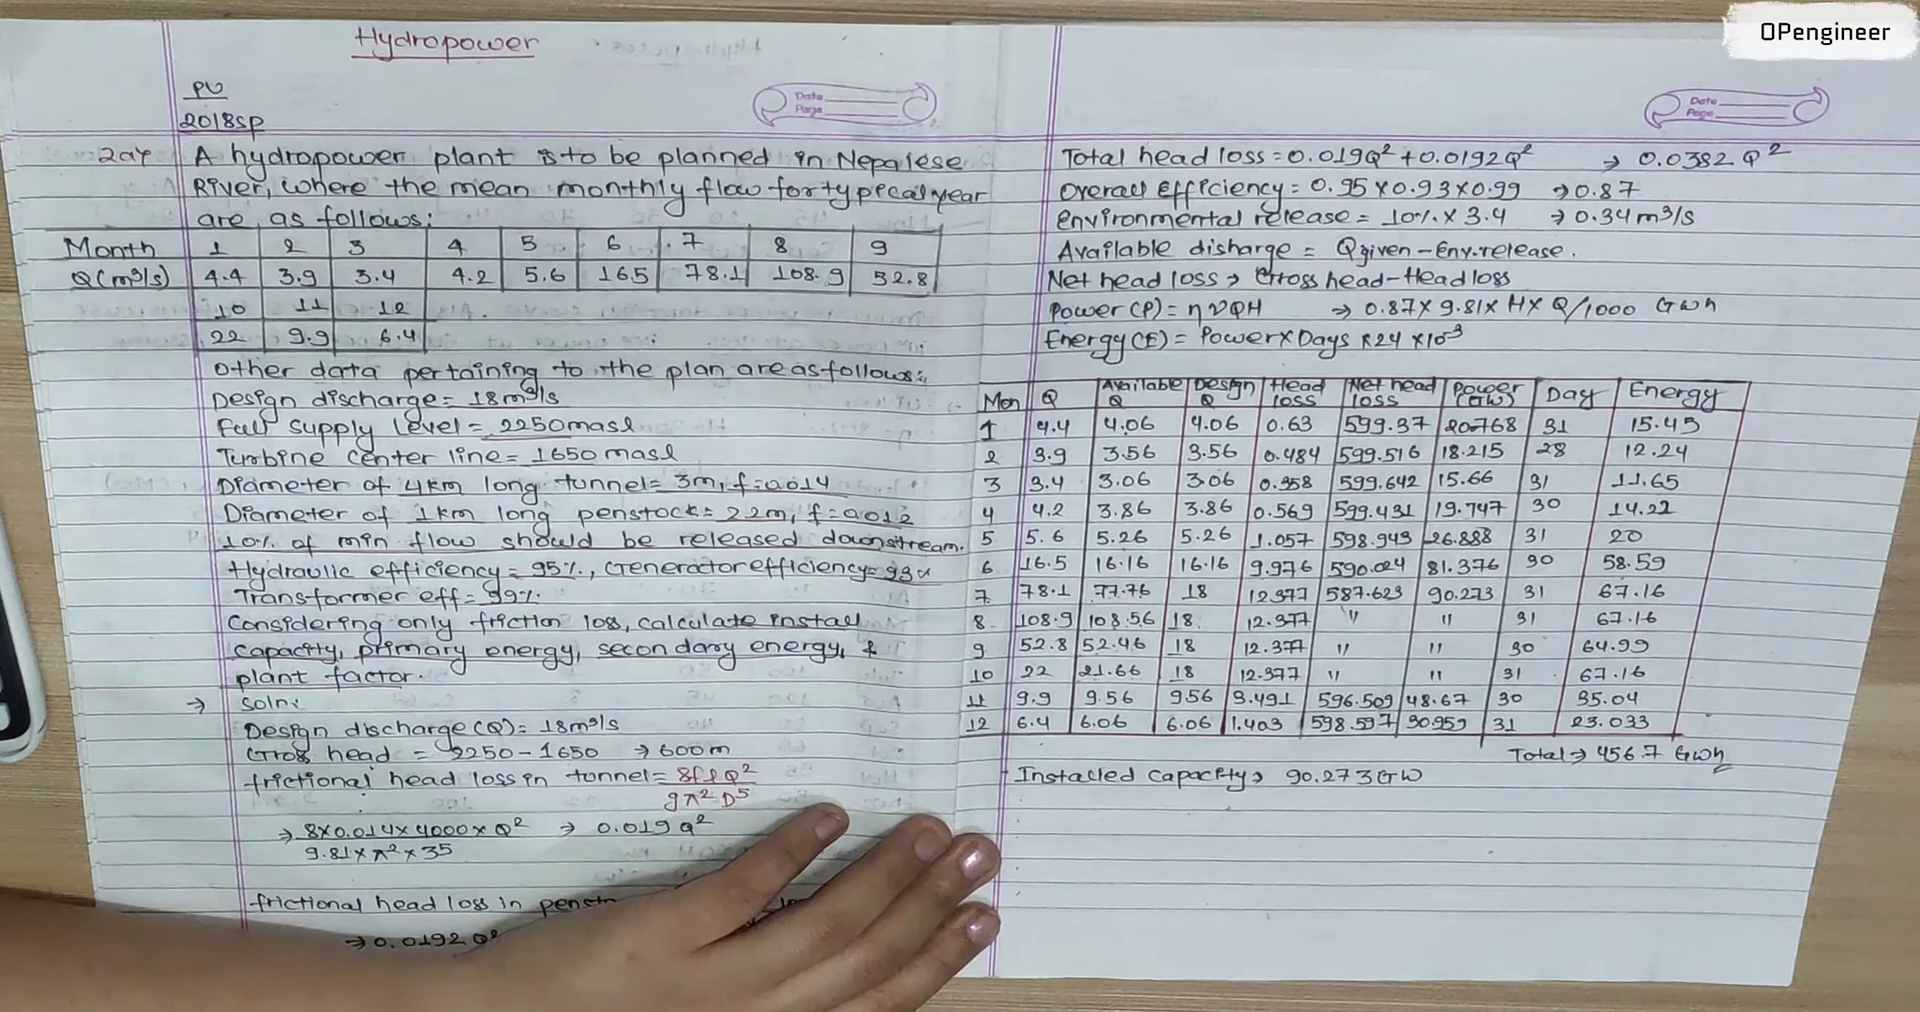 OPengineer
Hydropower
PU
2018sp
Date
Page
2a) A hydropower plant is to be planned in Nepalese
River, where the mean monthly flow for typical year
are as follows:
Month 1 2 3 4 5 6 7 8 9
Q(m³/s) 4.4 3.9 3.4 4.2 5.6 16.5 78.1 108.9 52.8
10 11 12
22 9.9 6.4
Other data pertaining to the plan are as follows:
Design discharge = 18m³/s
Full supply Level = 2250masl
Turbine center line = 1650 masl
Diameter of 4km long tunnel = 3m, f = 0.014
Diameter of 1km long penstock = 2.2m, f = 0.012
10% of min flow should be released downstream.
Hydraulic efficiency = 95%, Generator efficiency = 93%
Transformer eff = 99%.
Considering only friction loss, calculate install
capacity, primary energy, secondary energy, &
plant factor.
→ soln:
Design discharge (Q) = 18m³/s
Gross head = 2250 - 1650 → 600m
frictional head loss in tunnel = 8flQ²
gπ²D⁵
→ 8×0.014×4000×Q² → 0.019Q²
9.81×π²×35
frictional head loss in
→ 0.0192Q²
Date
Page
Total head loss = 0.019Q² + 0.0192Q² → 0.0382Q²
Overall Efficiency = 0.95×0.93×0.99 → 0.87
environmental release = 10%×3.4 → 0.34m³/s
Available disharge = Qgiven - Env.release.
Net head loss → Gross head - Head loss
Power (P) = ηγQH → 0.87×9.81×H×Q/1000 Gwh
Energy (E) = Power×Days×24×10⁻³
Mon Q Available Q Design Q Head loss Net head loss Power (GW) Day Energy
1 4.4 4.06 4.06 0.63 599.37 20.768 31 15.45
2 3.9 3.56 3.56 0.484 599.516 18.215 28 12.24
3 3.4 3.06 3.06 0.358 599.642 15.66 31 11.65
4 4.2 3.86 3.86 0.569 599.431 19.747 30 14.22
5 5.6 5.26 5.26 1.057 598.943 26.888 31 20
6 16.5 16.16 16.16 9.976 590.024 81.376 30 58.59
7 78.1 77.76 18 12.377 587.623 90.273 31 67.16
8 108.9 108.56 18 12.377 " " 31 67.16
9 52.8 52.46 18 12.377 " " 30 64.99
10 22 21.66 18 12.377 " " 31 67.16
11 9.9 9.56 9.56 3.491 596.509 48.67 30 35.04
12 6.4 6.06 6.06 1.403 598.597 30.959 31 23.033
Total → 456.7 Gwh
Installed capacity → 90.273GW